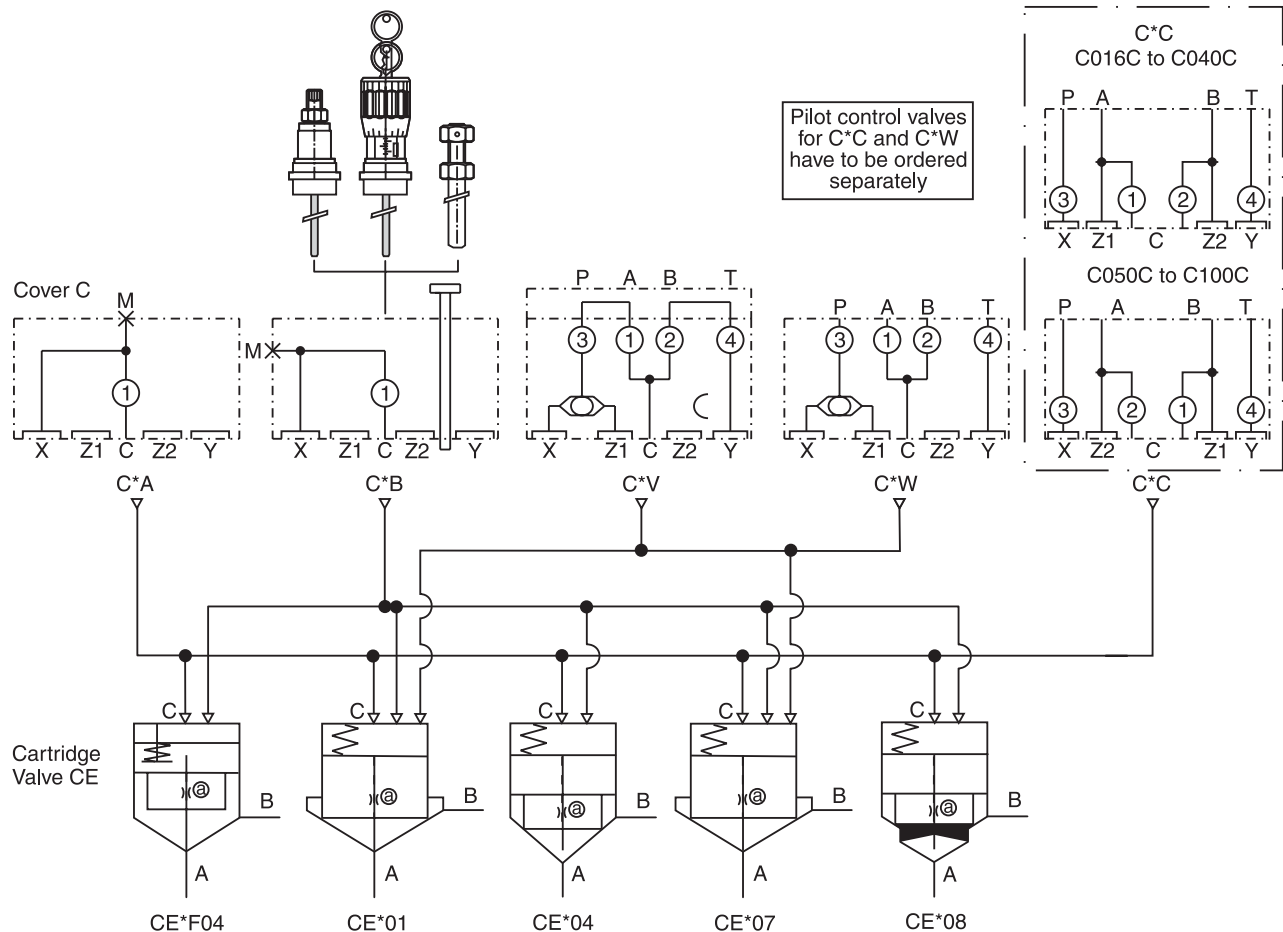 C*C
C016C to C040C
P A B T
3 1 2 4
X Z1 C Z2 Y
Pilot control valves
for C*C and C*W
have to be ordered
separately
C050C to C100C
P A B T
3 2 1 4
X Z2 C Z1 Y
Cover C
M
1
X Z1 C Z2 Y
M
1
X Z1 C Z2 Y
P A B T
3 1 2 4
X Z1 C Z2 Y
P A B T
3 1 2 4
X Z1 C Z2 Y
C*A C*B C*V C*W C*C
Cartridge
Valve CE
C
a
B
A
CE*F04
C
a
B
A
CE*01
C
a
B
A
CE*04
C
a
B
A
CE*07
C
a
B
A
CE*08